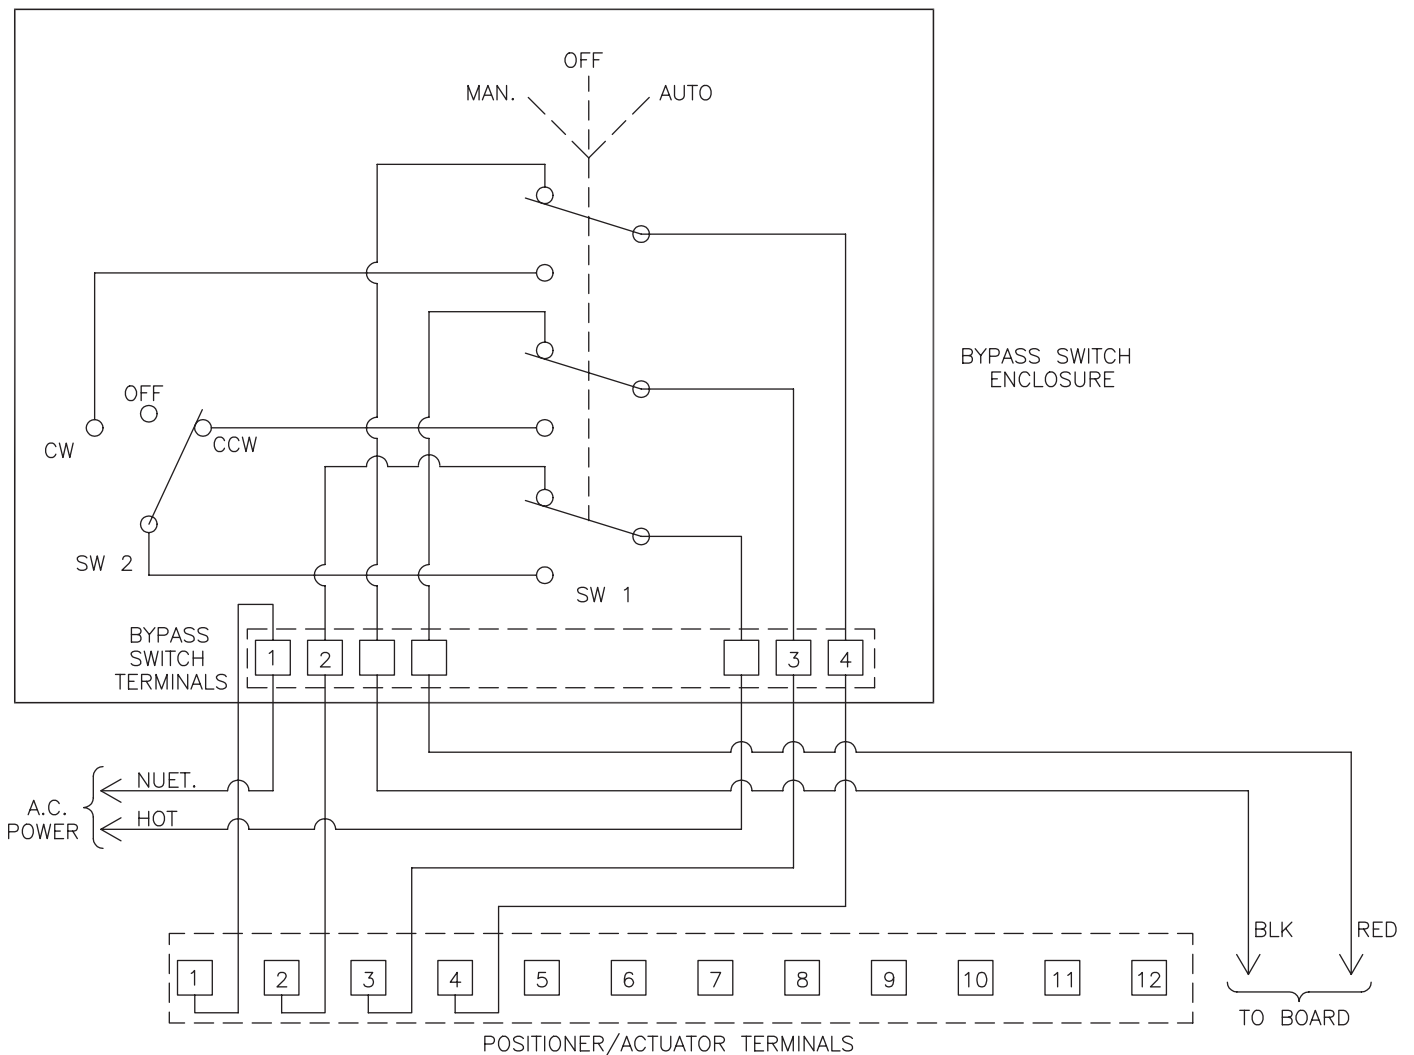 OFF
MAN.
AUTO
BYPASS SWITCH
ENCLOSURE
OFF
CW
CCW
SW 2
SW 1
BYPASS
SWITCH
TERMINALS
1 2 3 4
NUET.
A.C.
POWER
HOT
BLK
RED
1 2 3 4 5 6 7 8 9 10 11 12
TO BOARD
POSITIONER/ACTUATOR TERMINALS